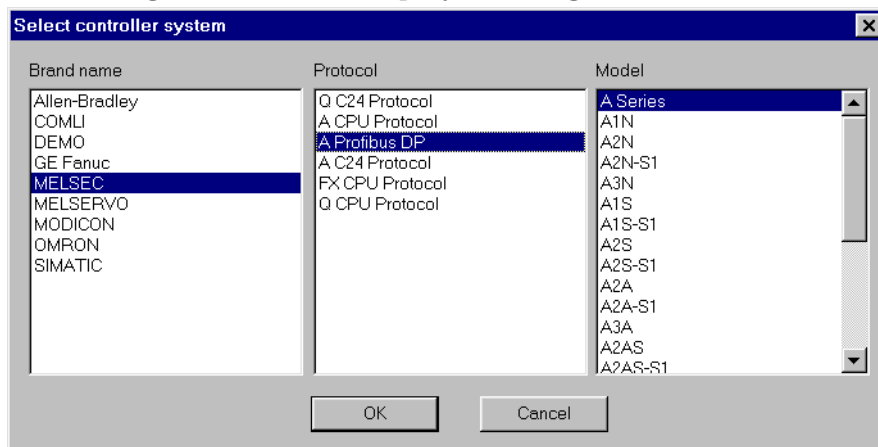 Select controller system
Brand name
Protocol
Model
Allen-Bradley
COMLI
DEMO
GE Fanuc
MELSEC
MELSERVO
MODICON
OMRON
SIMATIC
Q C24 Protocol
A CPU Protocol
A Profibus DP
A C24 Protocol
FX CPU Protocol
Q CPU Protocol
A Series
A1N
A2N
A2N-S1
A3N
A1S
A1S-S1
A2S
A2S-S1
A2A
A2A-S1
A3A
A2AS
A2AS-S1
OK
Cancel